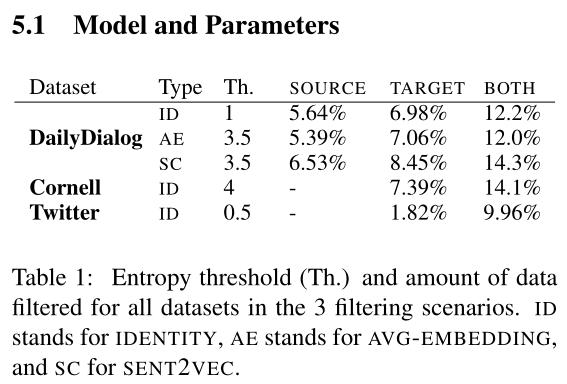 5.1 Model and Parameters
Dataset Type Th. SOURCE TARGET BOTH
ID 1 5.64% 6.98% 12.2%
DailyDialog AE 3.5 5.39% 7.06% 12.0%
SC 3.5 6.53% 8.45% 14.3%
Cornell ID 4 - 7.39% 14.1%
Twitter ID 0.5 - 1.82% 9.96%
Table 1: Entropy threshold (Th.) and amount of data
filtered for all datasets in the 3 filtering scenarios. ID
stands for IDENTITY, AE stands for AVG-EMBEDDING,
and SC for SENT2VEC.